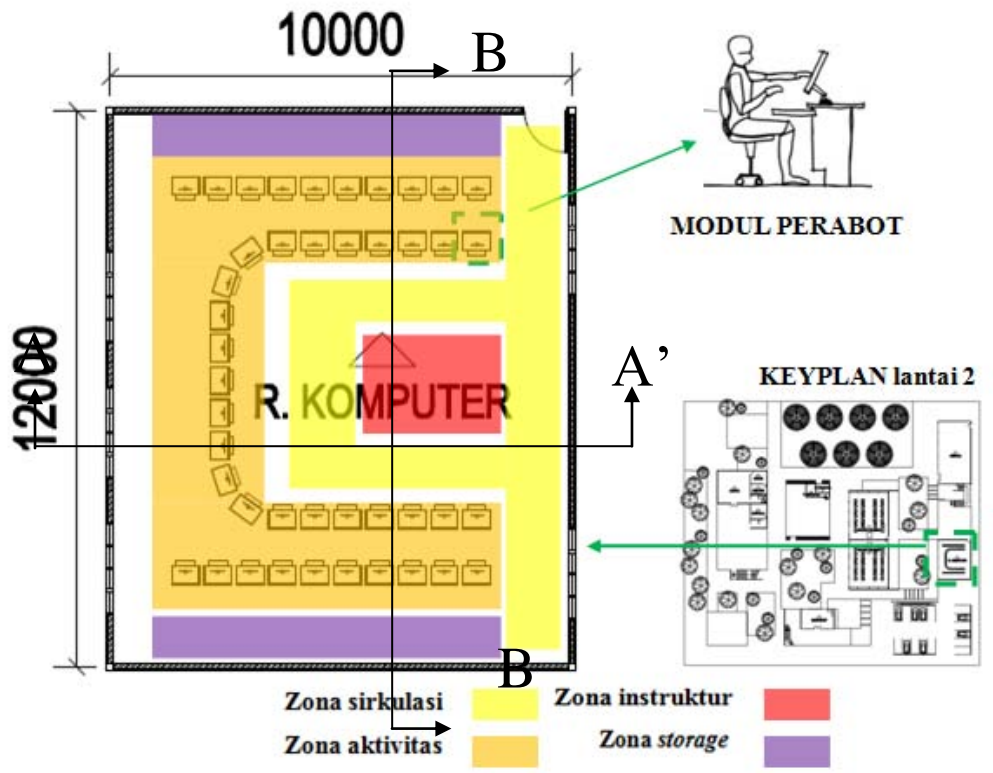 10000
B
MODUL PERABOT
12000
A
A’
R. KOMPUTER
KEYPLAN lantai 2
B
Zona sirkulasi
Zona instruktur
Zona aktivitas
Zona storage